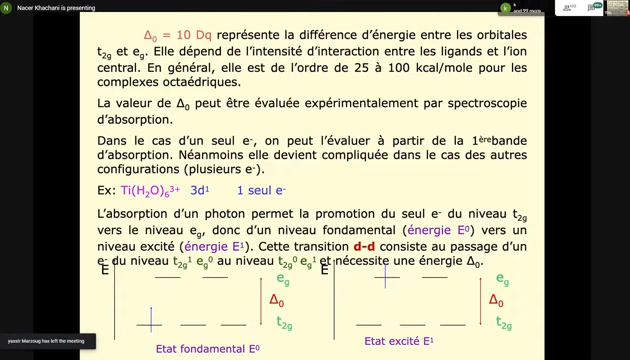 N Nacer Khachani is presenting
k
and 99 more
Δ₀ = 10 Dq représente la différence d'énergie entre les orbitales
t₂g et eg. Elle dépend de l'intensité d'interaction entre les ligands et l'ion
central. En général, elle est de l'ordre de 25 à 100 kcal/mole pour les
complexes octaédriques.
La valeur de Δ₀ peut être évaluée expérimentalement par spectroscopie
d'absorption.
Dans le cas d'un seul e-, on peut l'évaluer à partir de la 1èrebande
d'absorption. Néanmoins elle devient compliquée dans le cas des autres
configurations (plusieurs e-).
Ex: Ti(H₂O)₆³⁺ 3d¹ 1 seul e-
L'absorption d'un photon permet la promotion du seul e- du niveau t₂g
vers le niveau eg, donc d'un niveau fondamental (énergie E⁰) vers un
niveau excité (énergie E¹). Cette transition d-d consiste au passage d'un
e- du niveau t₂g¹ eg⁰ au niveau t₂g⁰ eg¹ et nécessite une énergie Δ₀.
E
eg
Δ₀
t₂g
Etat fondamental E⁰
E
eg
Δ₀
t₂g
Etat excité E¹
yassir Marzoug has left the meeting